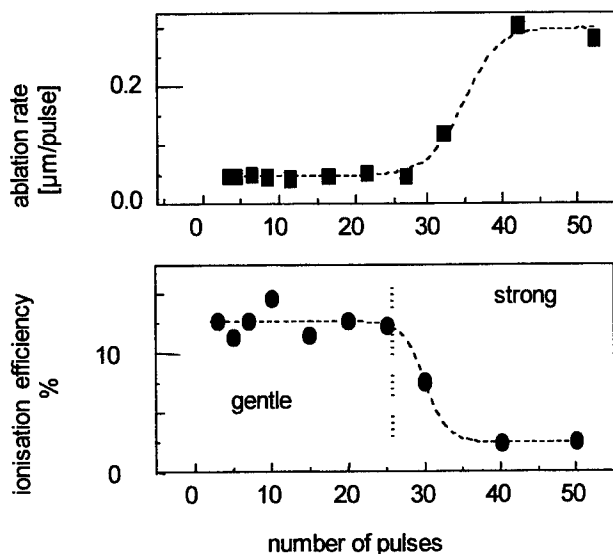 ablation rate
[µm/pulse]
0.2
0.0
0 10 20 30 40 50
ionisation efficiency
%
10
0
gentle
strong
0 10 20 30 40 50
number of pulses